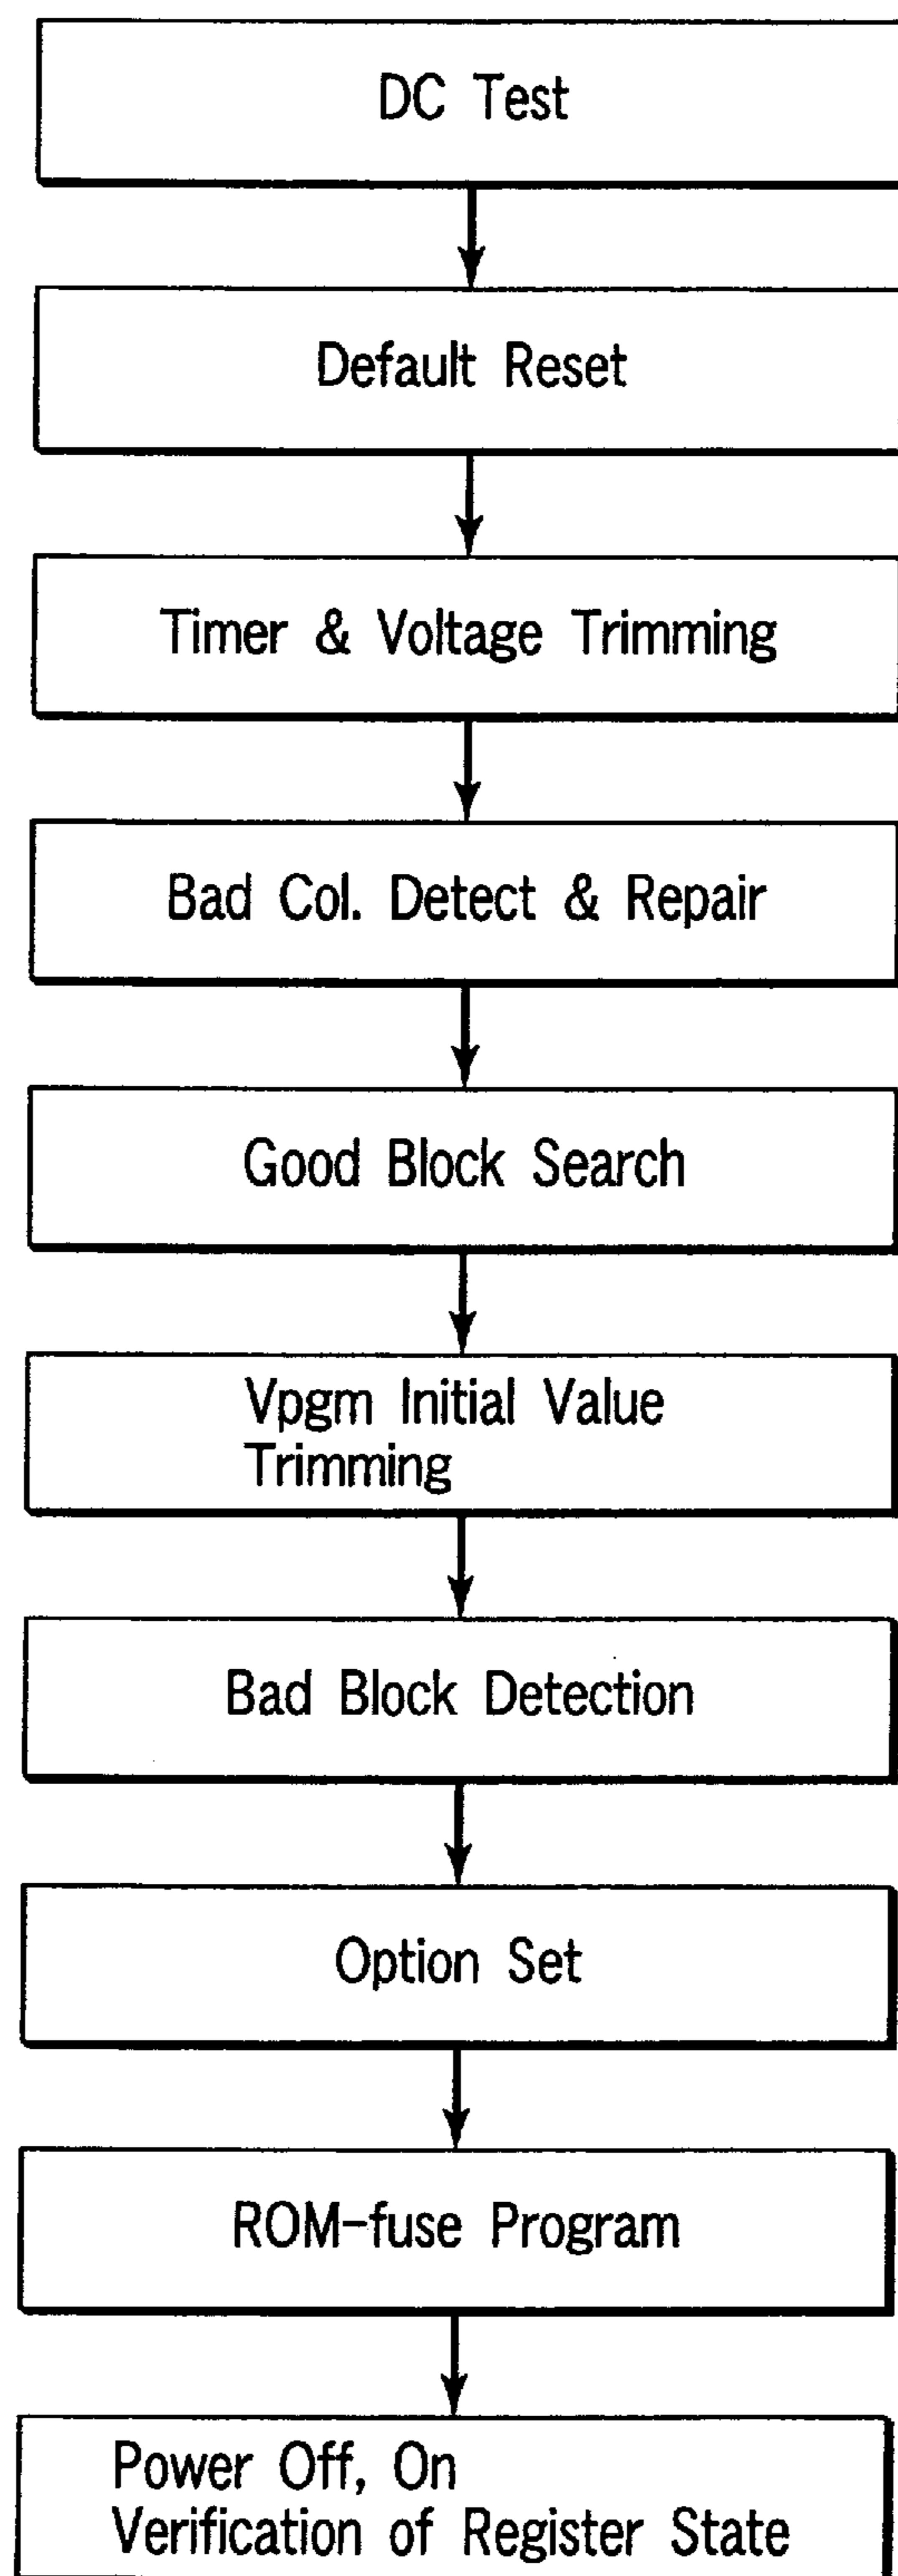 DC Test
Default Reset
Timer & Voltage Trimming
Bad Col. Detect & Repair
Good Block Search
Vpgm Initial Value
Trimming
Bad Block Detection
Option Set
ROM-fuse Program
Power Off, On
Verification of Register State